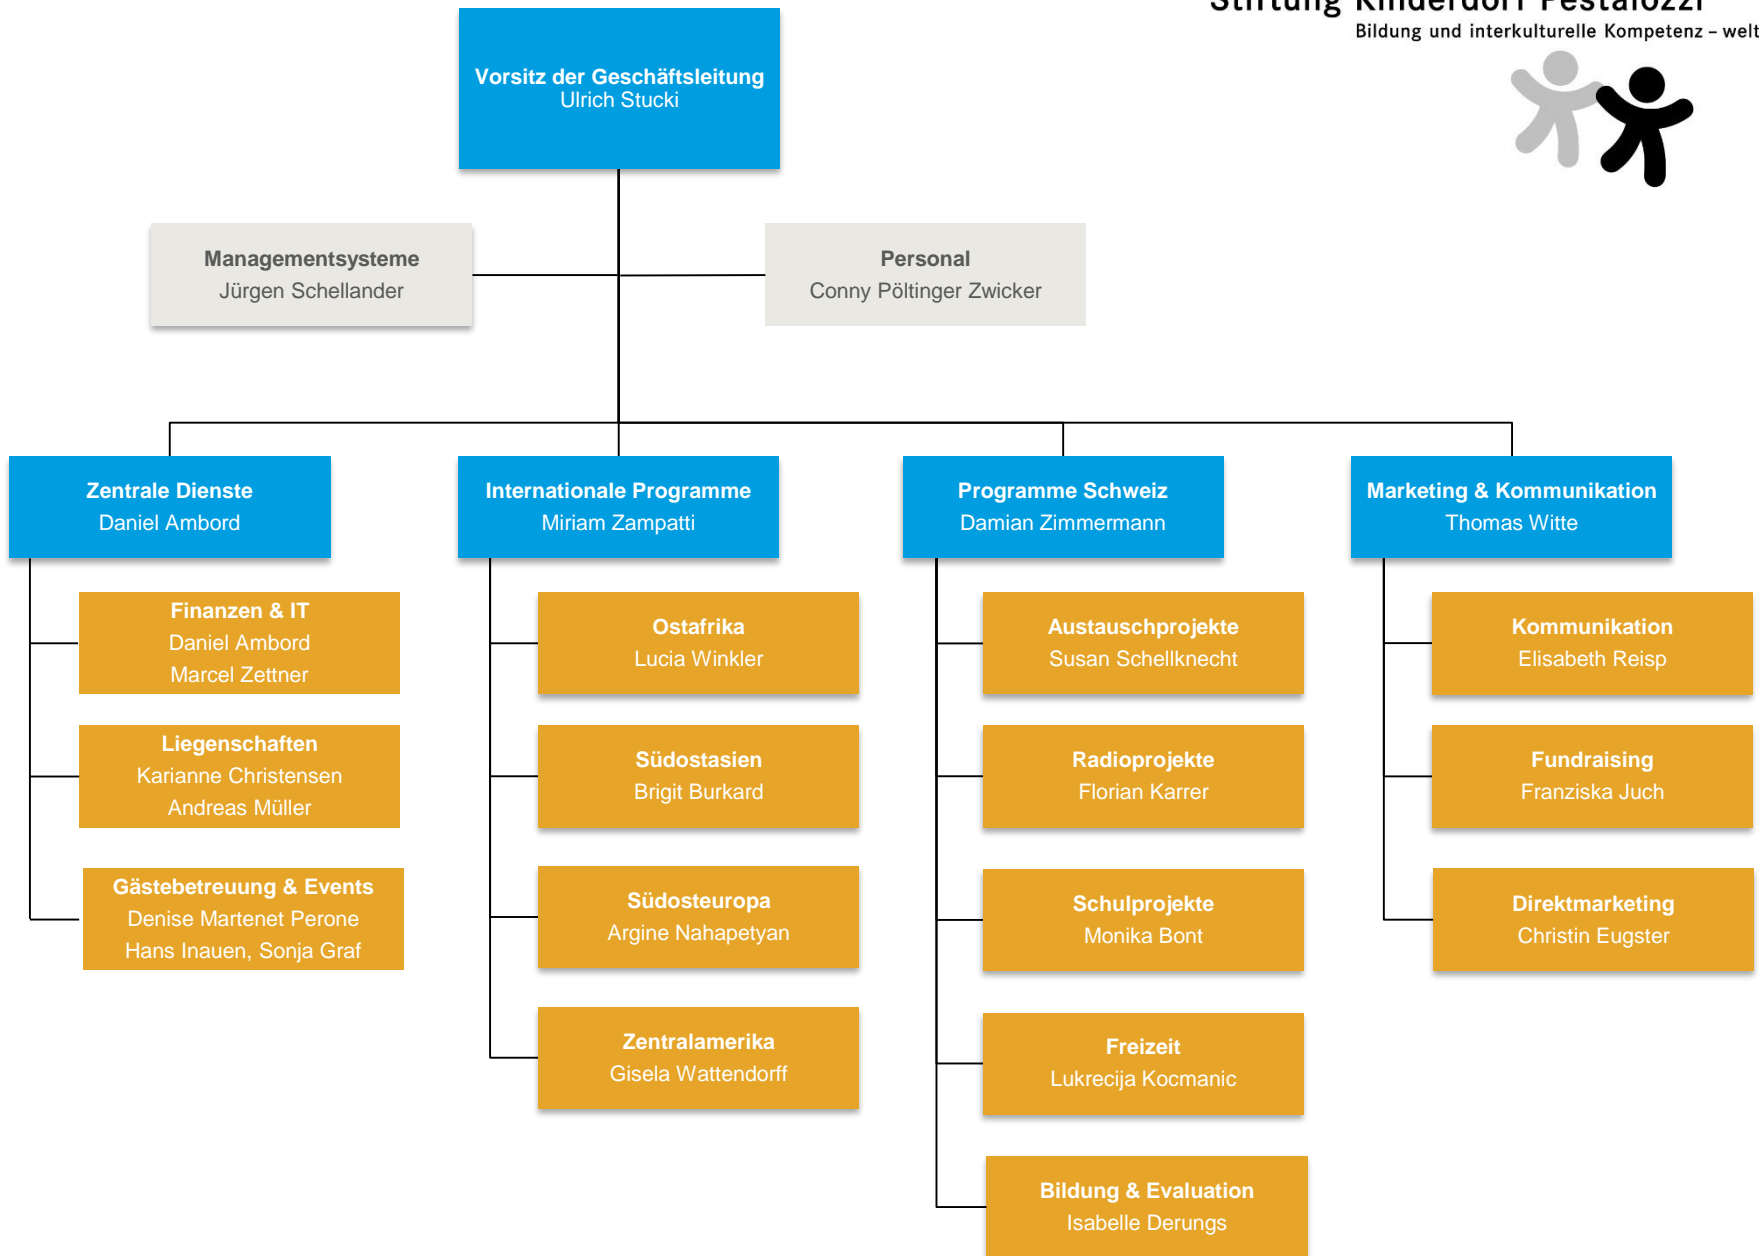 Stiftung Kinderdorf Pestalozzi
Bildung und interkulturelle Kompetenz – welt
Vorsitz der Geschäftsleitung
Ulrich Stucki
Managementsysteme
Jürgen Schellander
Personal
Conny Pöltinger Zwicker
Zentrale Dienste
Daniel Ambord
Finanzen & IT
Daniel Ambord
Marcel Zettner
Liegenschaften
Karianne Christensen
Andreas Müller
Gästebetreuung & Events
Denise Martenet Perone
Hans Inauen, Sonja Graf
Internationale Programme
Miriam Zampatti
Ostafrika
Lucia Winkler
Südostasien
Brigit Burkard
Südosteuropa
Argine Nahapetyan
Zentralamerika
Gisela Wattendorff
Programme Schweiz
Damian Zimmermann
Austauschprojekte
Susan Schellknecht
Radioprojekte
Florian Karrer
Schulprojekte
Monika Bont
Freizeit
Lukrecija Kocmanic
Bildung & Evaluation
Isabelle Derungs
Marketing & Kommunikation
Thomas Witte
Kommunikation
Elisabeth Reisp
Fundraising
Franziska Juch
Direktmarketing
Christin Eugster